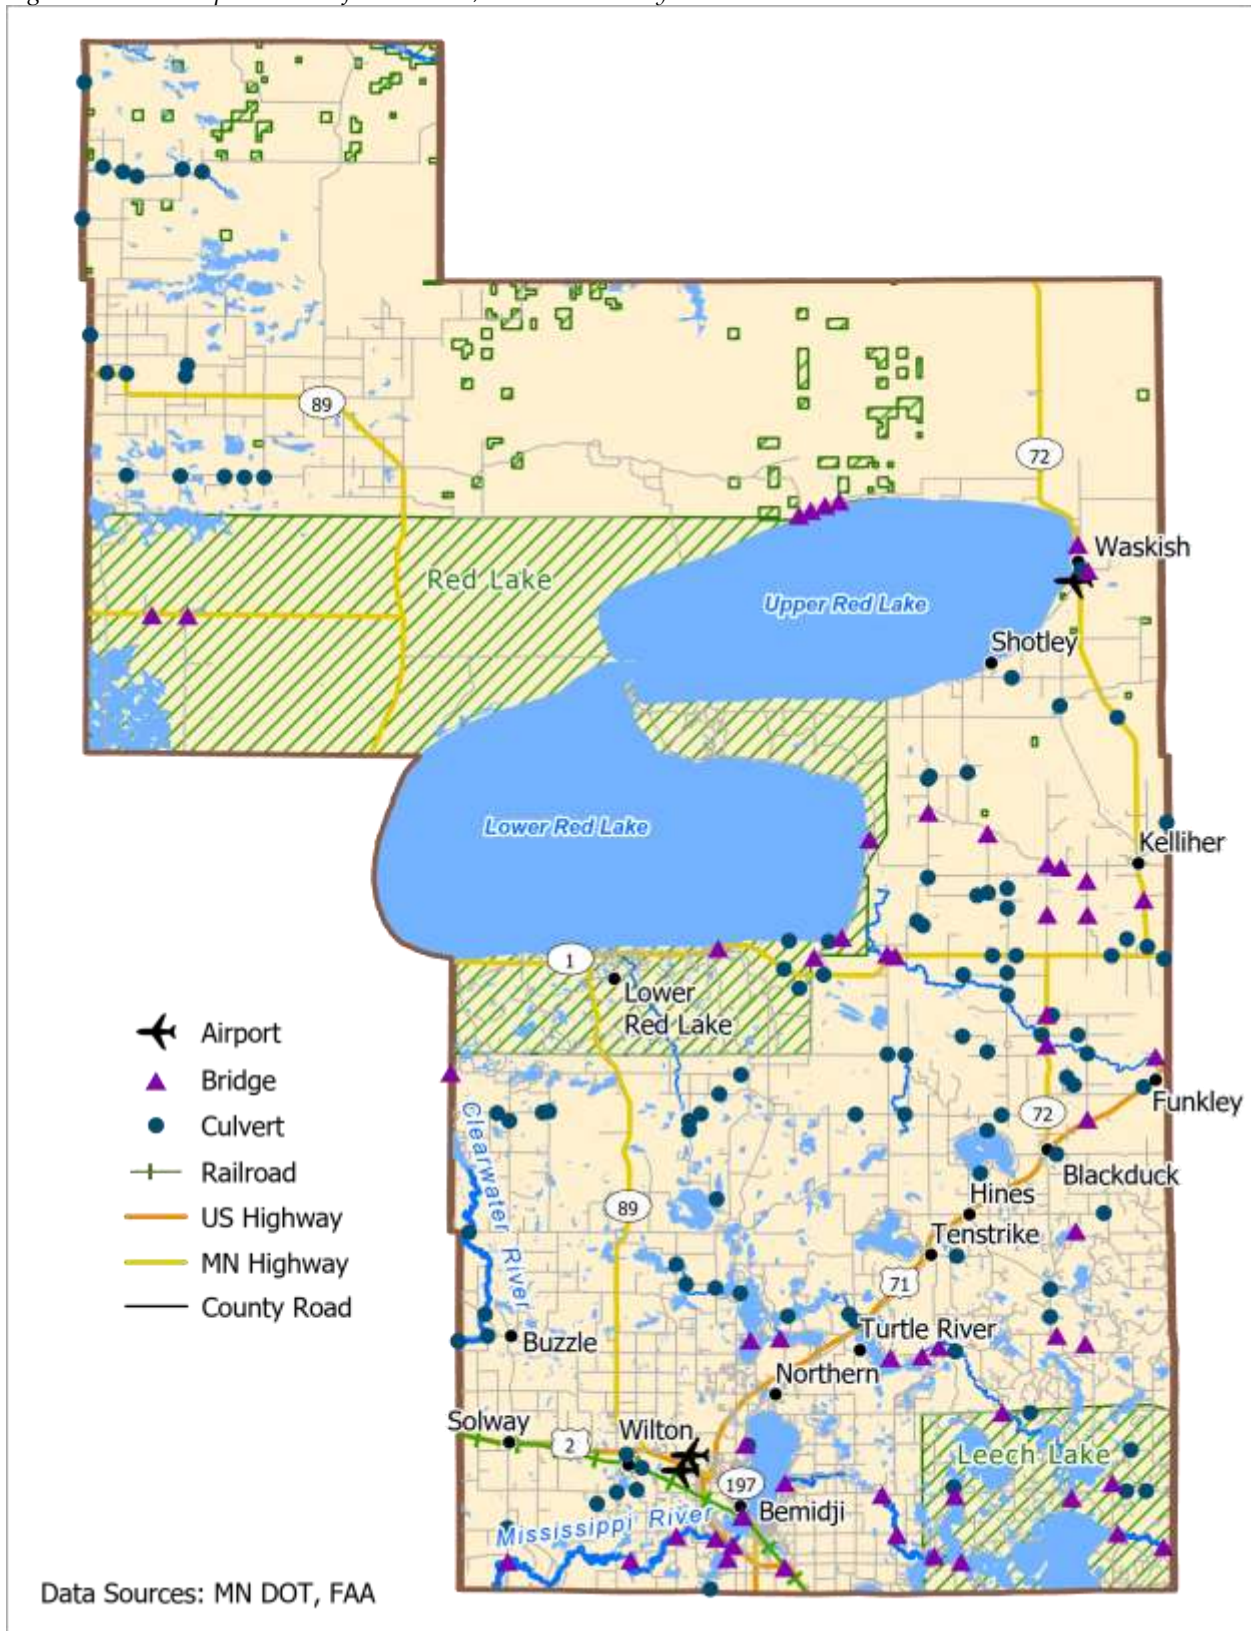 89
72
Waskish
Red Lake
Upper Red Lake
Shotley
Lower Red Lake
Kelliher
1
Lower
Red Lake
Airport
Bridge
Culvert
Railroad
US Highway
MN Highway
County Road
Clearwater River
72
Funkley
Blackduck
89
Hines
Tenstrike
71
Buzzle
Turtle River
Northern
Solway
2
Wilton
Leech Lake
197
Bemidji
Mississippi River
Data Sources: MN DOT, FAA